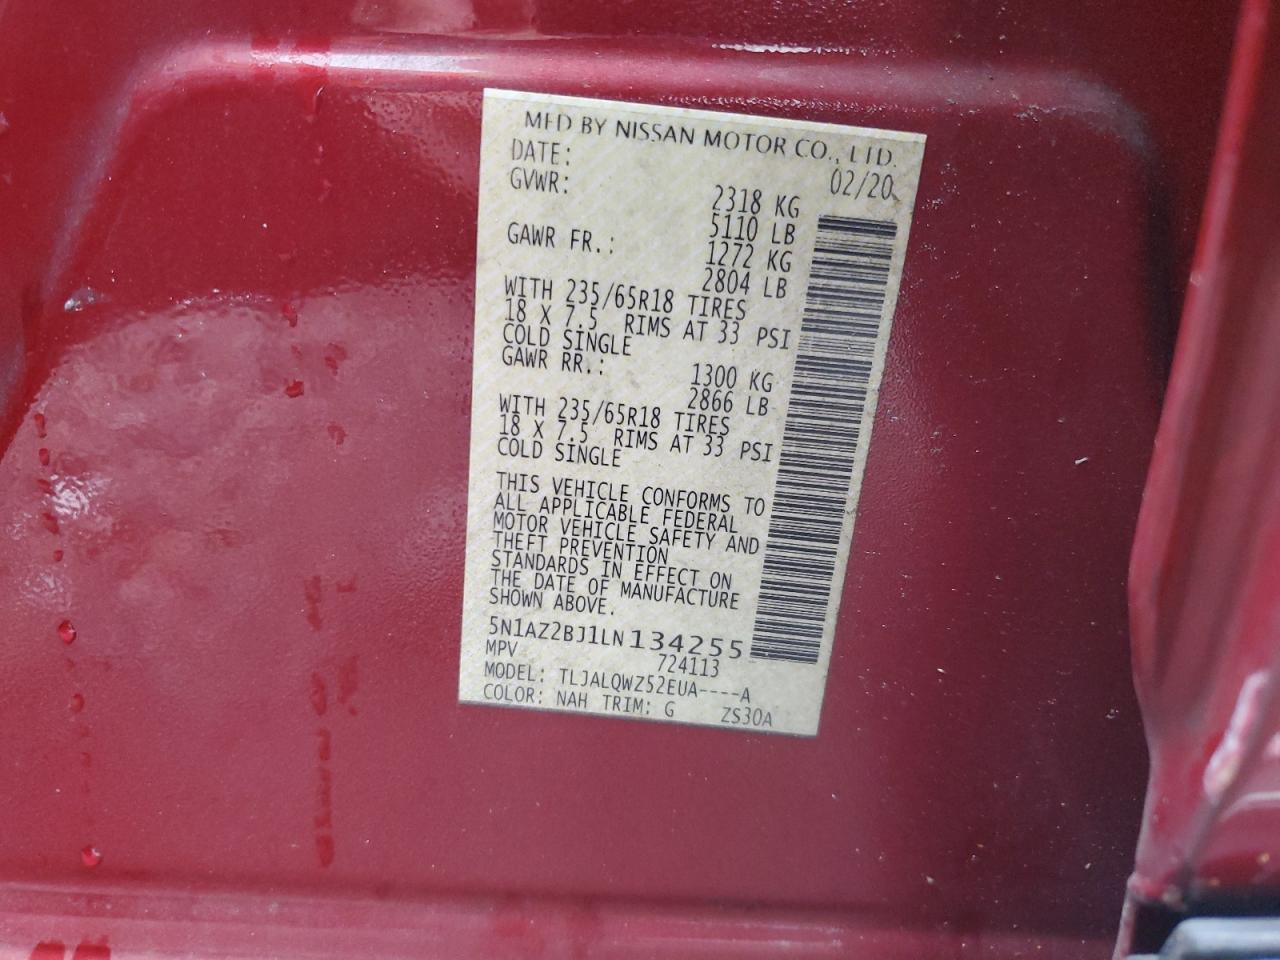 MFD BY NISSAN MOTOR CO., LTD.
DATE: 02/20
GVWR: 2318 KG
5110 LB
GAWR FR.: 1272 KG
2804 LB
WITH 235/65R18 TIRES
18 X 7.5 RIMS AT 33 PSI
COLD SINGLE
GAWR RR.: 1300 KG
2866 LB
WITH 235/65R18 TIRES
18 X 7.5 RIMS AT 33 PSI
COLD SINGLE
THIS VEHICLE CONFORMS TO
ALL APPLICABLE FEDERAL
MOTOR VEHICLE SAFETY AND
THEFT PREVENTION
STANDARDS IN EFFECT ON
THE DATE OF MANUFACTURE
SHOWN ABOVE.
5N1AZ2BJ1LN134255
MPV 724113
MODEL: TLJALQWZ52EUA----A
COLOR: NAH TRIM: G ZS30A